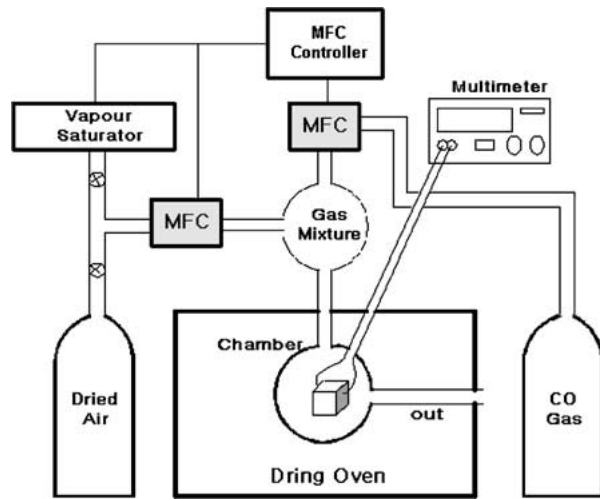 MFC
Controller
Multimeter
Vapour
Saturator
MFC
MFC
Gas
Mixture
Chamber
Dried
Air
out
CO
Gas
Dring Oven